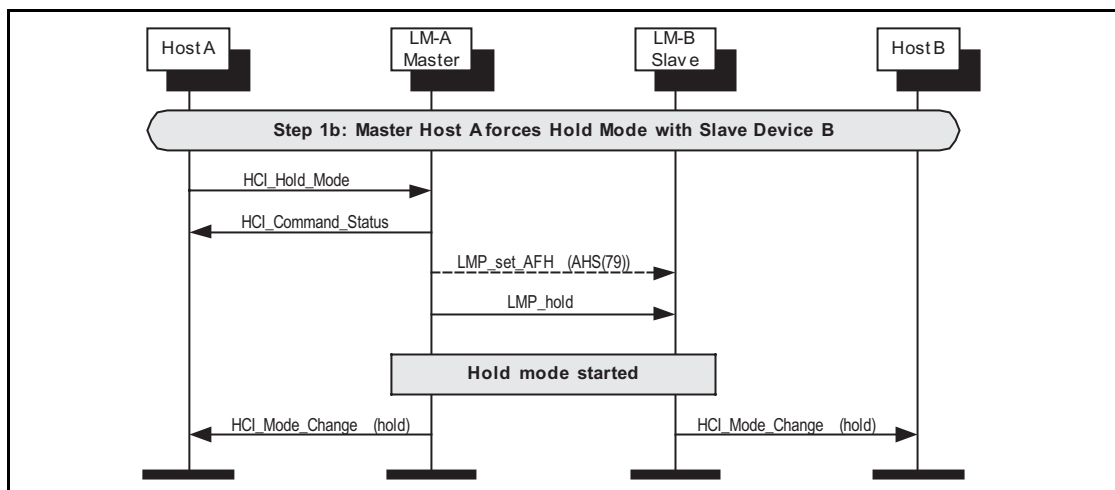 Host A
LM-A
Master
LM-B
Slave
Host B
Step 1b: Master Host A forces Hold Mode with Slave Device B
HCI_Hold_Mode
HCI_Command_Status
LMP_set_AFH (AHS(79))
LMP_hold
Hold mode started
HCI_Mode_Change (hold)
HCI_Mode_Change (hold)